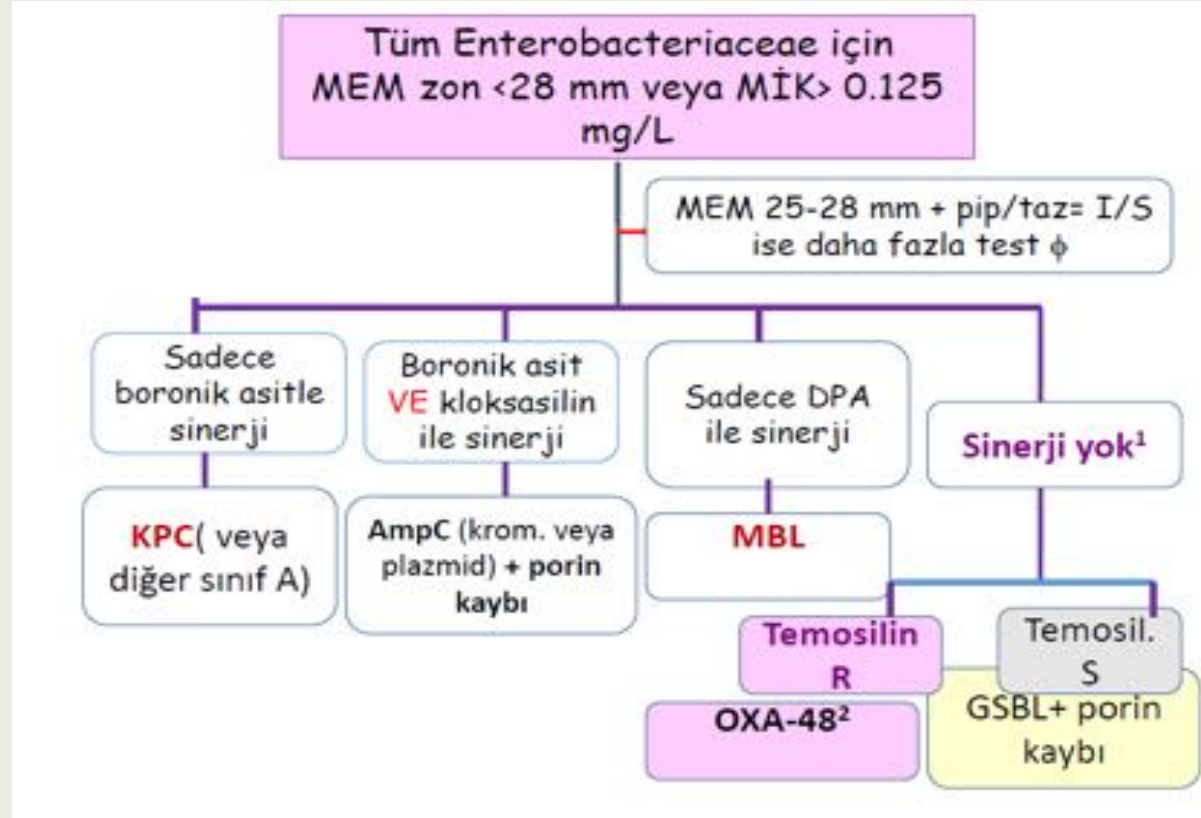 Tüm Enterobacteriaceae için
MEM zon <28 mm veya MİK> 0.125
mg/L
MEM 25-28 mm + pip/taz= I/S
ise daha fazla test ϕ
Sadece
boronik asitle
sinerji
Boronik asit
VE kloksasilin
ile sinerji
Sadece DPA
ile sinerji
Sinerji yok¹
KPC( veya
diğer sınıf A)
AmpC (krom. veya
plazmid) + porin
kaybı
MBL
Temosilin
R
Temosil.
S
OXA-48²
GSBL+ porin
kaybı